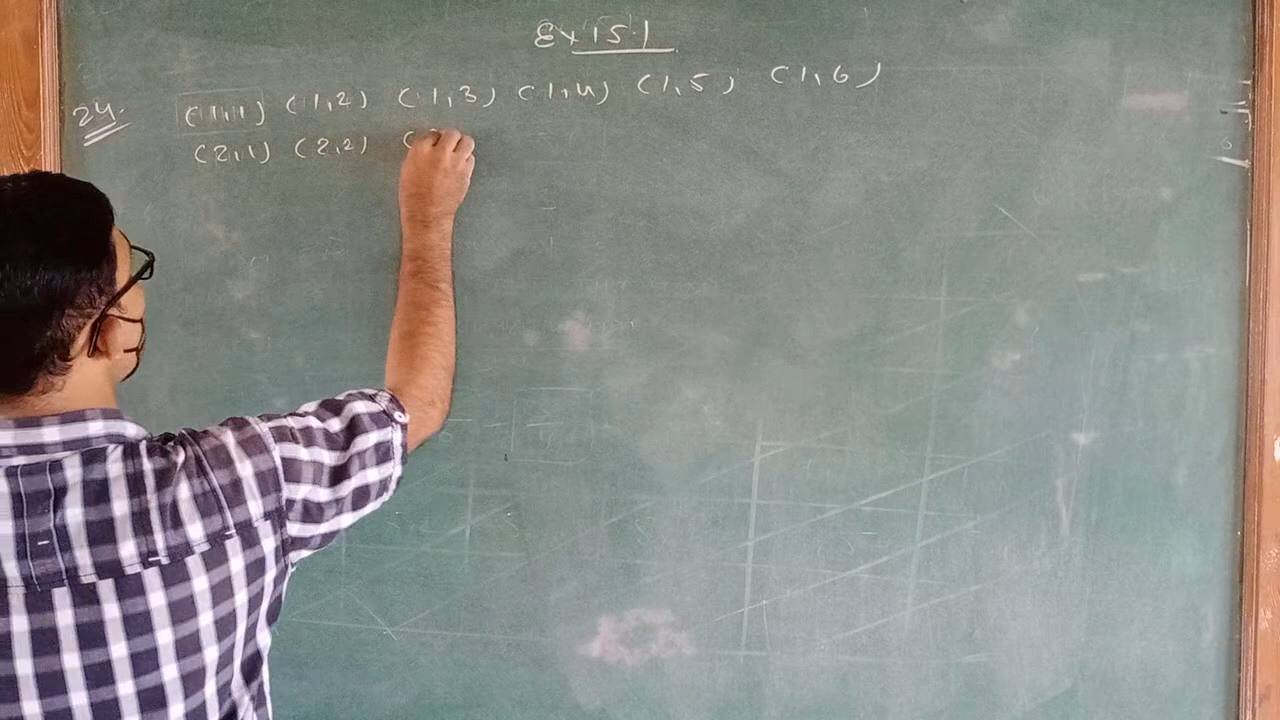 Ex 15.1
24. (1,1) (1,2) (1,3) (1,4) (1,5) (1,6)
(2,1) (2,2) (